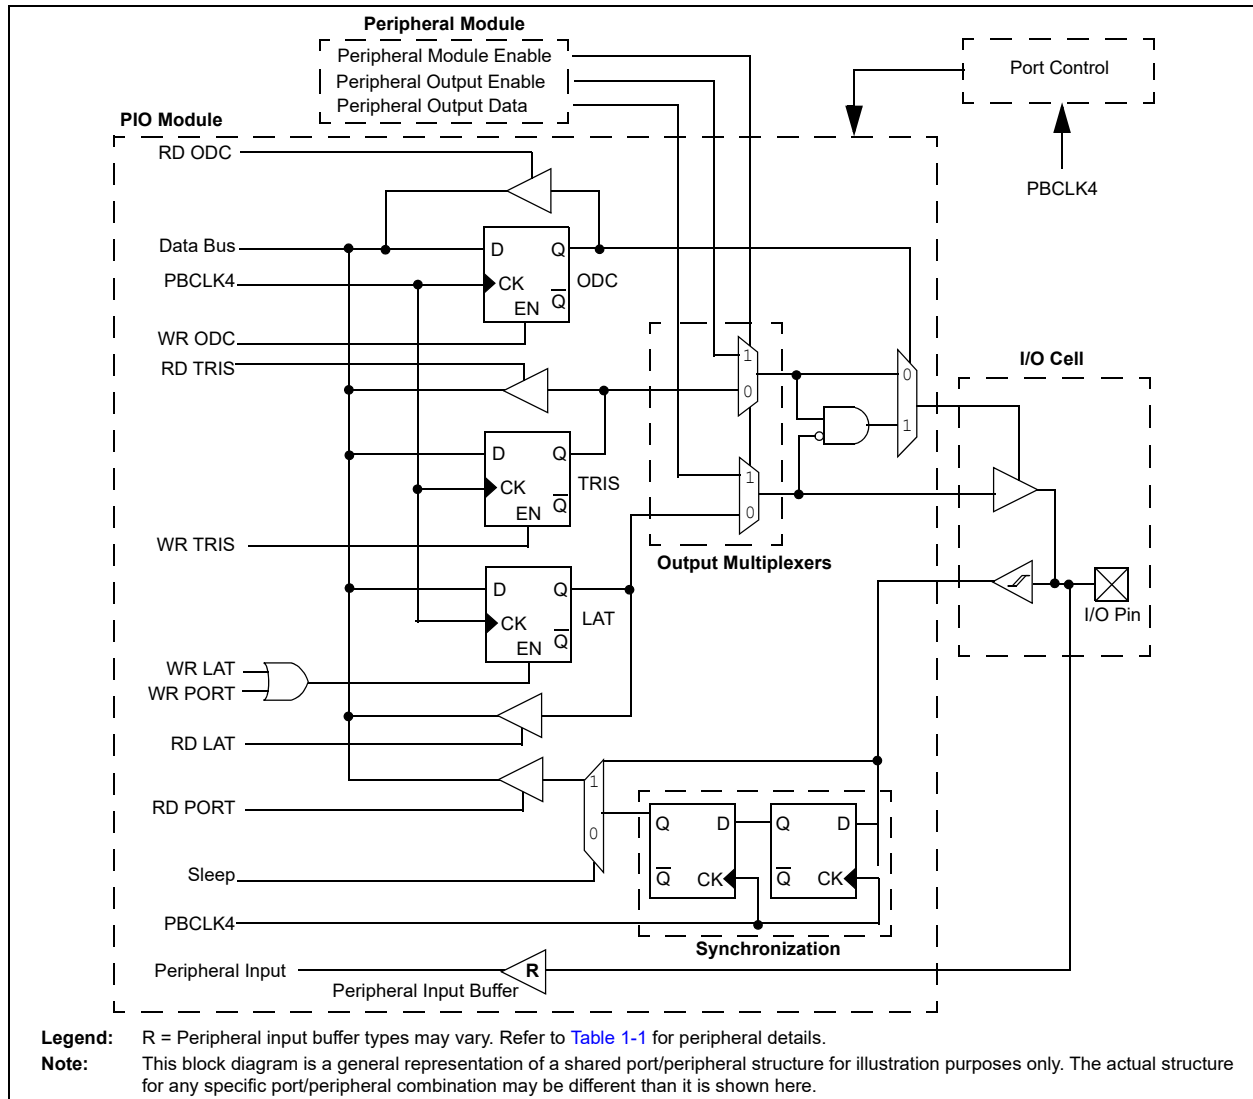 Peripheral Module
Peripheral Module Enable
Peripheral Output Enable
Peripheral Output Data
Port Control
PBCLK4
PIO Module
RD ODC
Data Bus
D
Q
PBCLK4
CK
Q
ODC
EN
WR ODC
RD TRIS
1
0
0
1
I/O Cell
D
Q
CK
Q
TRIS
EN
1
0
WR TRIS
Output Multiplexers
D
Q
CK
Q
LAT
EN
I/O Pin
WR LAT
WR PORT
RD LAT
RD PORT
1
0
Q
D
Q
D
Q
CK
Q
CK
Sleep
PBCLK4
Synchronization
Peripheral Input
R
Peripheral Input Buffer
Legend: R = Peripheral input buffer types may vary. Refer to Table 1-1 for peripheral details.
Note: This block diagram is a general representation of a shared port/peripheral structure for illustration purposes only. The actual structure
for any specific port/peripheral combination may be different than it is shown here.